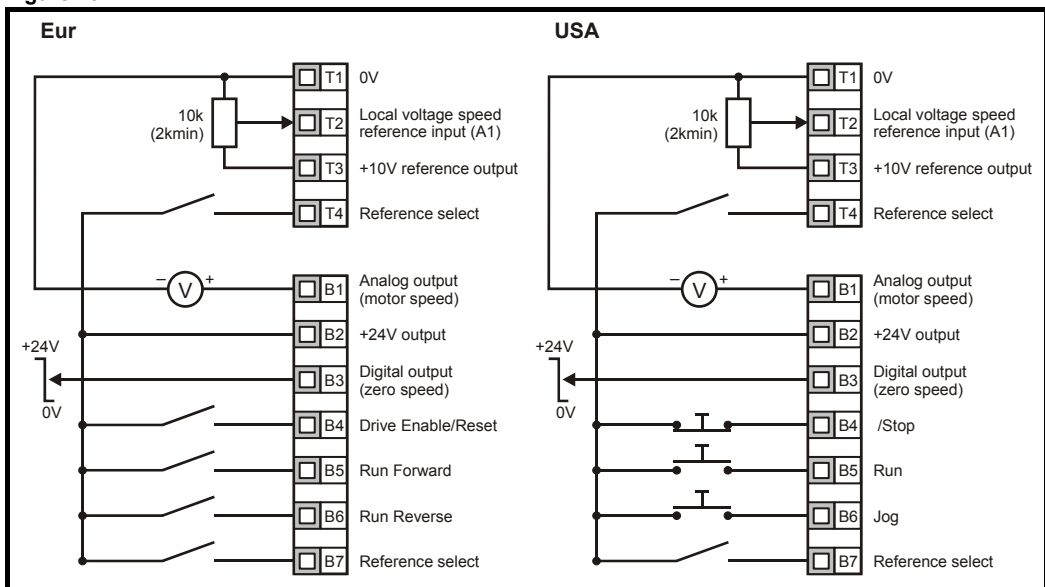 Eur
USA
T1 0V
10k
(2kmin)
T2 Local voltage speed
reference input (A1)
T3 +10V reference output
T4 Reference select
– V +
B1 Analog output
(motor speed)
B2 +24V output
+24V
0V
B3 Digital output
(zero speed)
B4 Drive Enable/Reset
B5 Run Forward
B6 Run Reverse
B7 Reference select
T1 0V
10k
(2kmin)
T2 Local voltage speed
reference input (A1)
T3 +10V reference output
T4 Reference select
– V +
B1 Analog output
(motor speed)
B2 +24V output
+24V
0V
B3 Digital output
(zero speed)
B4 /Stop
B5 Run
B6 Jog
B7 Reference select